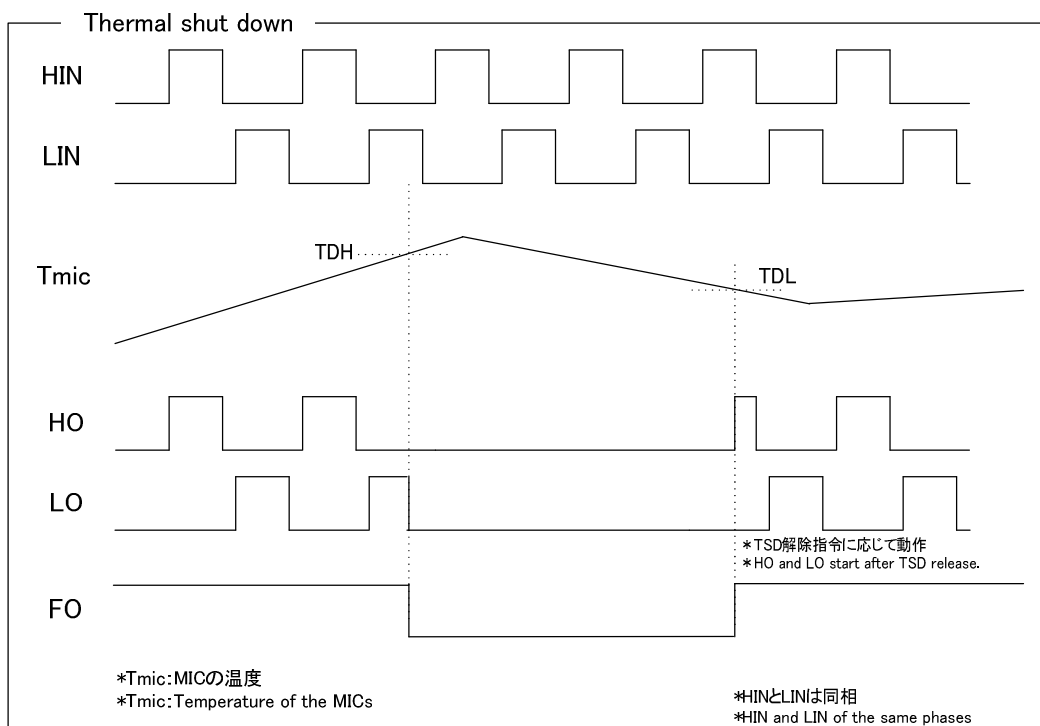 Thermal shut down
HIN
LIN
TDH
Tmic
TDL
HO
LO
*TSD解除指令に応じて動作
*HO and LO start after TSD release.
FO
*Tmic:MICの温度
*Tmic:Temperature of the MICs
*HINとLINは同相
*HIN and LIN of the same phases